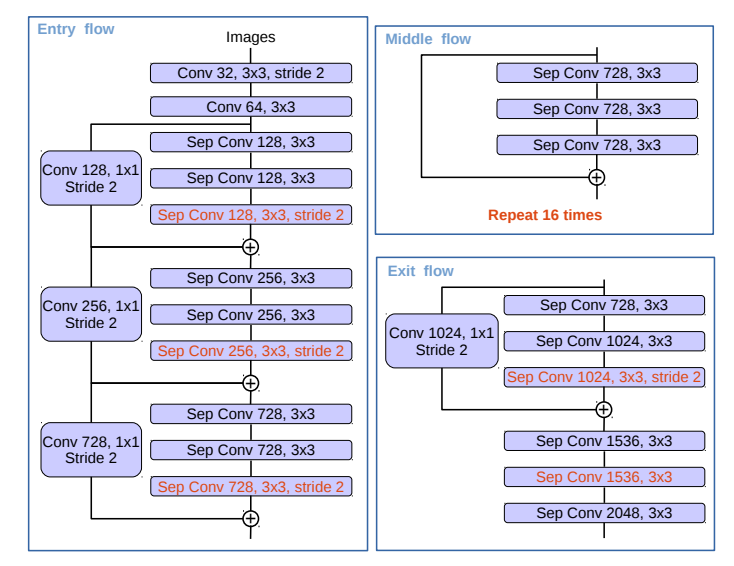 Entry flow
Images
Conv 32, 3x3, stride 2
Conv 64, 3x3
Sep Conv 128, 3x3
Conv 128, 1x1
Stride 2
Sep Conv 128, 3x3
Sep Conv 128, 3x3, stride 2
Sep Conv 256, 3x3
Conv 256, 1x1
Stride 2
Sep Conv 256, 3x3
Sep Conv 256, 3x3, stride 2
Sep Conv 728, 3x3
Conv 728, 1x1
Stride 2
Sep Conv 728, 3x3
Sep Conv 728, 3x3, stride 2
Middle flow
Sep Conv 728, 3x3
Sep Conv 728, 3x3
Sep Conv 728, 3x3
Repeat 16 times
Exit flow
Sep Conv 728, 3x3
Conv 1024, 1x1
Stride 2
Sep Conv 1024, 3x3
Sep Conv 1024, 3x3, stride 2
Sep Conv 1536, 3x3
Sep Conv 1536, 3x3
Sep Conv 2048, 3x3